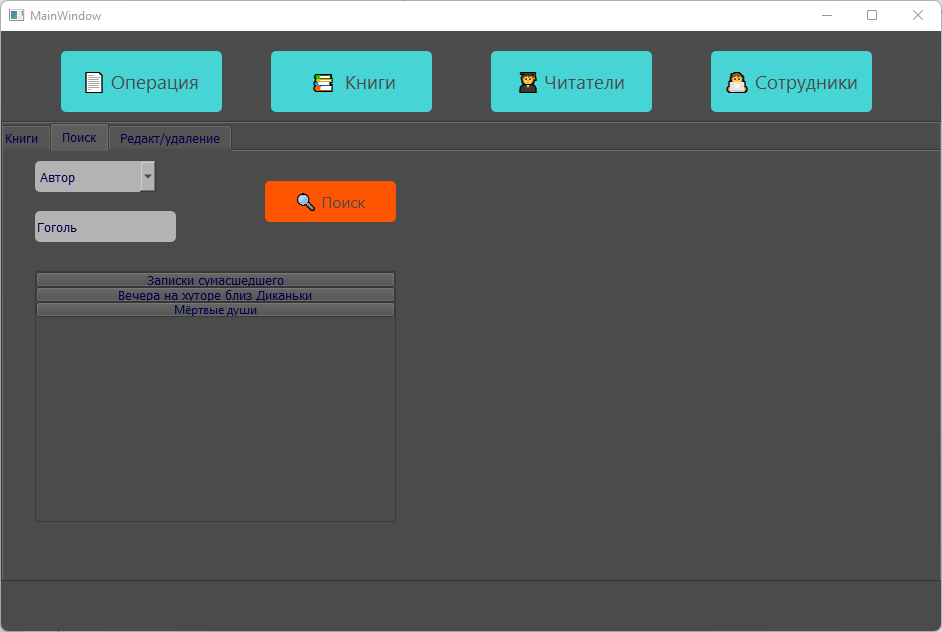 MainWindow
Операция
Книги
Читатели
Сотрудники
Книги
Поиск
Редакт/удаление
Автор
Поиск
Гоголь
Записки сумасшедшего
Вечера на хуторе близ Диканьки
Мёртвые души